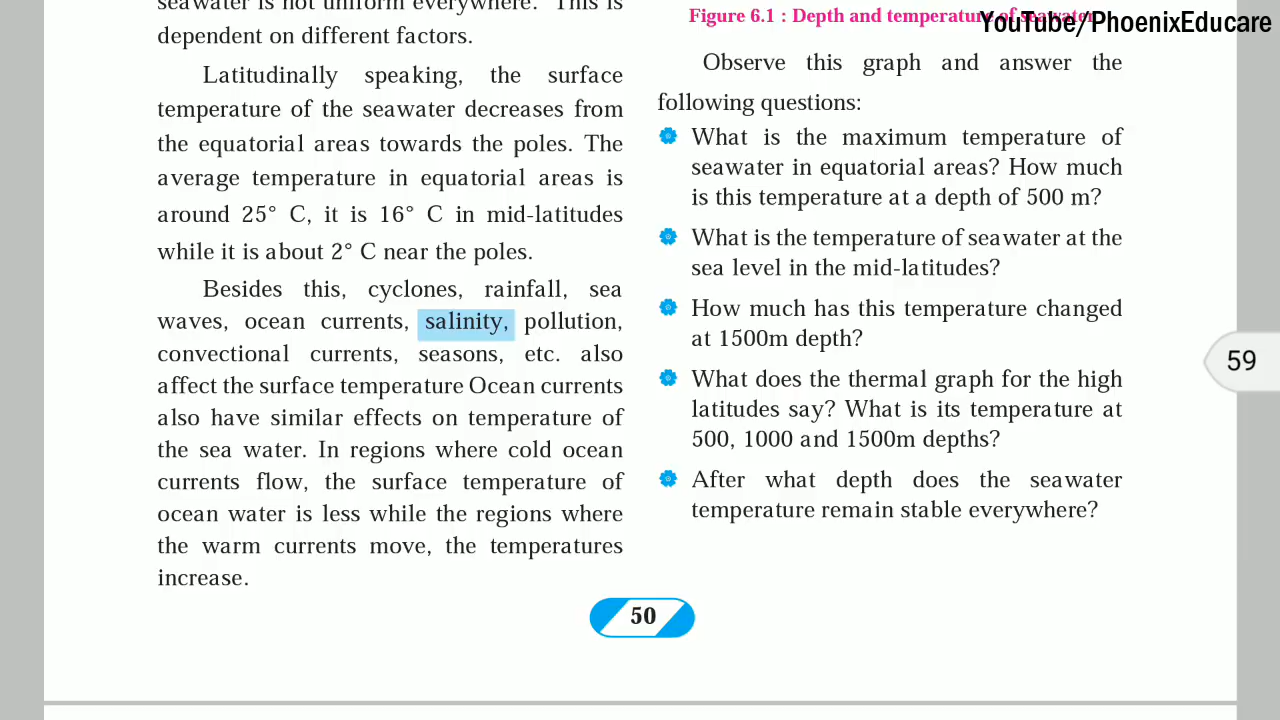 seawater is not uniform everywhere. This is
dependent on different factors.
Latitudinally speaking, the surface
temperature of the seawater decreases from
the equatorial areas towards the poles. The
average temperature in equatorial areas is
around 25° C, it is 16° C in mid-latitudes
while it is about 2° C near the poles.
Besides this, cyclones, rainfall, sea
waves, ocean currents, salinity, pollution,
convectional currents, seasons, etc. also
affect the surface temperature Ocean currents
also have similar effects on temperature of
the sea water. In regions where cold ocean
currents flow, the surface temperature of
ocean water is less while the regions where
the warm currents move, the temperatures
increase.
Figure 6.1 : Depth and temperature of seawater
YouTube/PhoenixEducare
Observe this graph and answer the
following questions:
What is the maximum temperature of
seawater in equatorial areas? How much
is this temperature at a depth of 500 m?
What is the temperature of seawater at the
sea level in the mid-latitudes?
How much has this temperature changed
at 1500m depth?
What does the thermal graph for the high
latitudes say? What is its temperature at
500, 1000 and 1500m depths?
After what depth does the seawater
temperature remain stable everywhere?
59
50